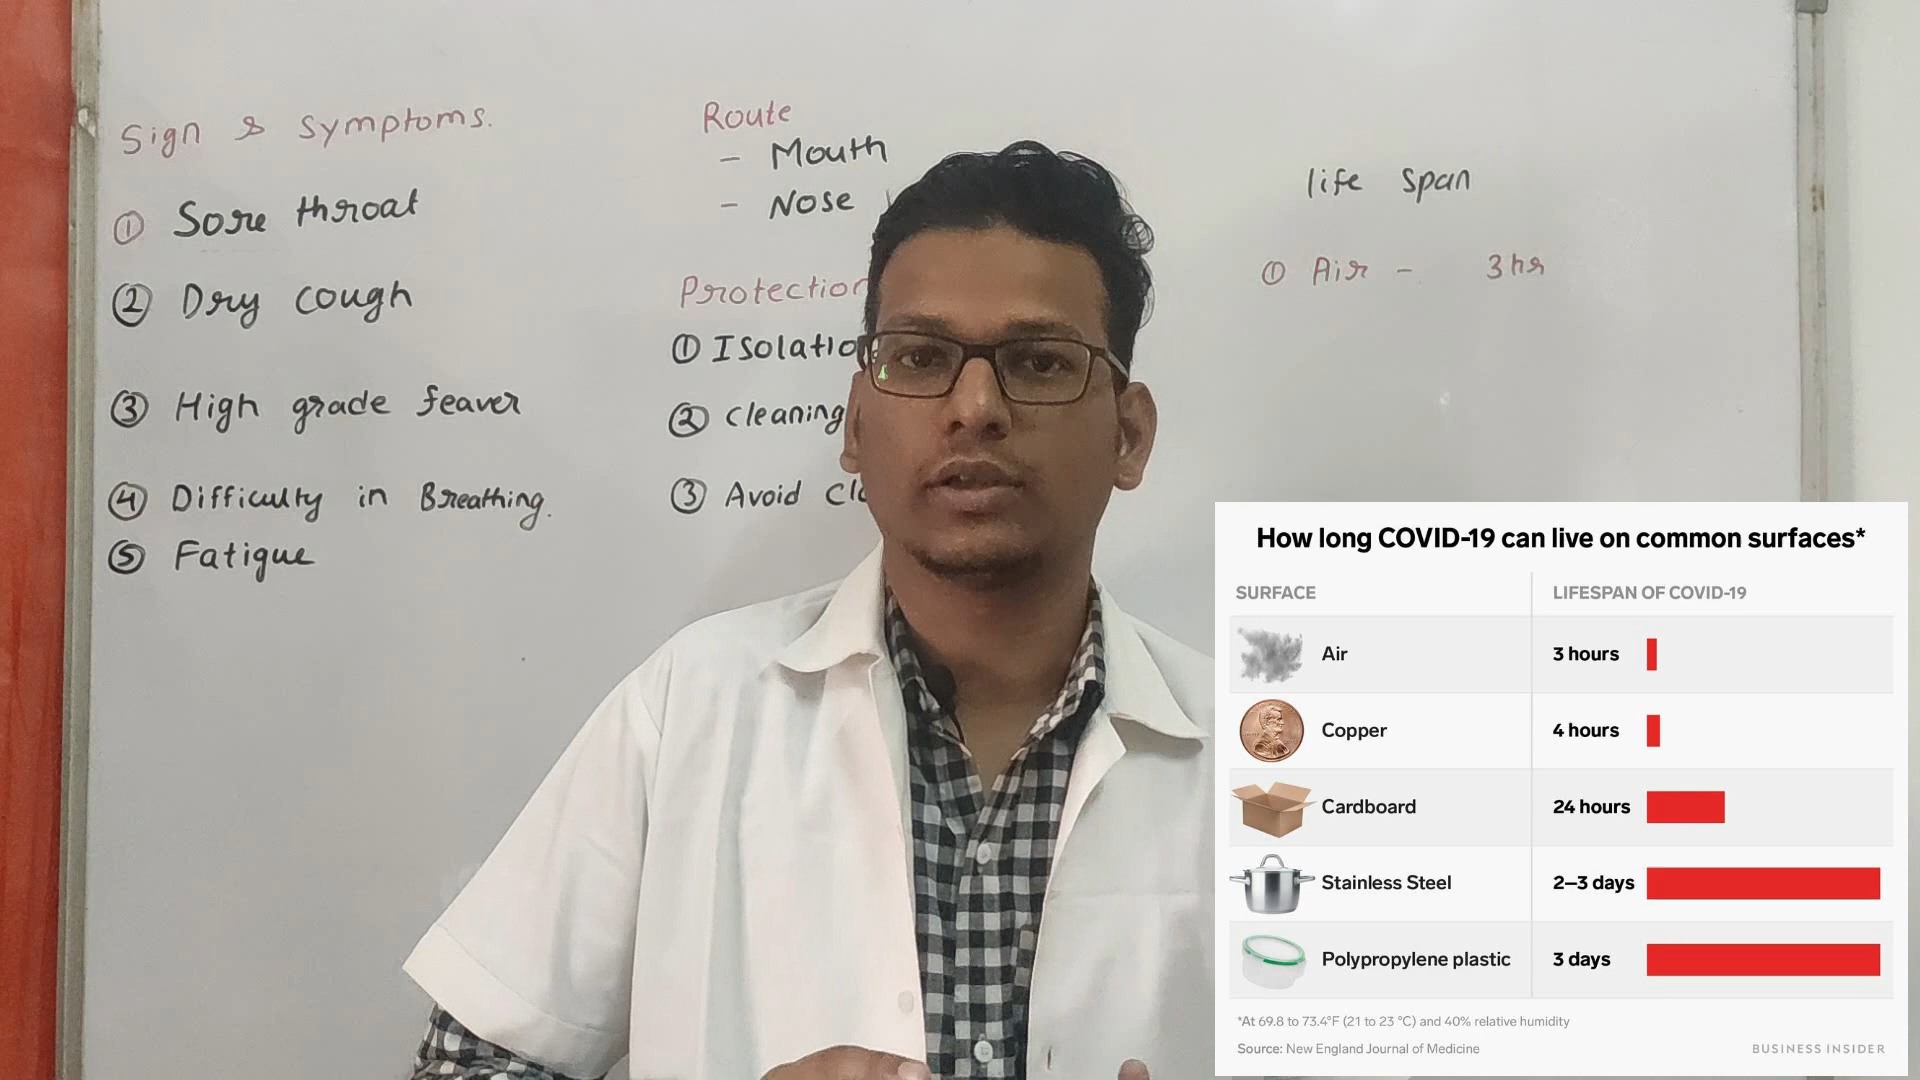 Sign & Symptoms.
① Sore throat
② Dry cough
③ High grade feaver
④ Difficulty in Breathing.
⑤ Fatigue
Route
- Mouth
- Nose
Protection
① Isolatio
② cleaning
③ Avoid
life span
① Air - 3 hr
How long COVID-19 can live on common surfaces*
SURFACE LIFESPAN OF COVID-19
Air 3 hours
Copper 4 hours
Cardboard 24 hours
Stainless Steel 2–3 days
Polypropylene plastic 3 days
*At 69.8 to 73.4°F (21 to 23 °C) and 40% relative humidity
Source: New England Journal of Medicine
BUSINESS INSIDER